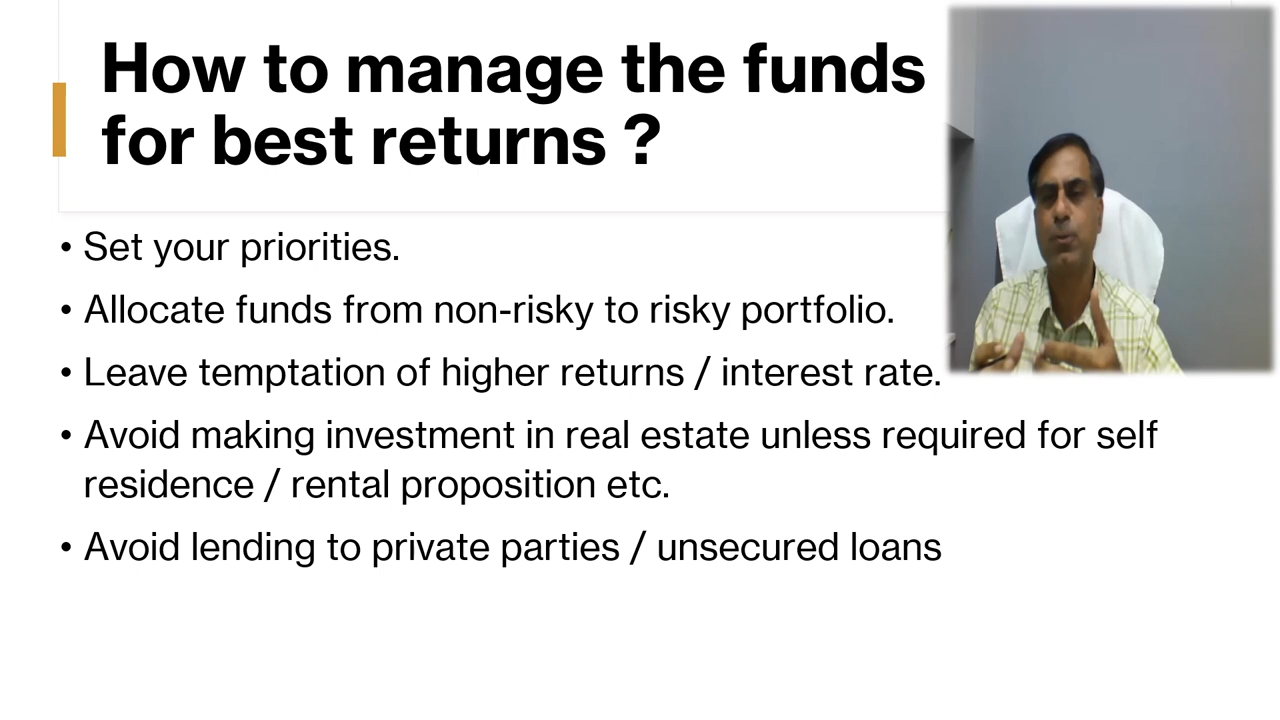 How to manage the funds
for best returns ?
• Set your priorities.
• Allocate funds from non-risky to risky portfolio.
• Leave temptation of higher returns / interest rate.
• Avoid making investment in real estate unless required for self
residence / rental proposition etc.
• Avoid lending to private parties / unsecured loans